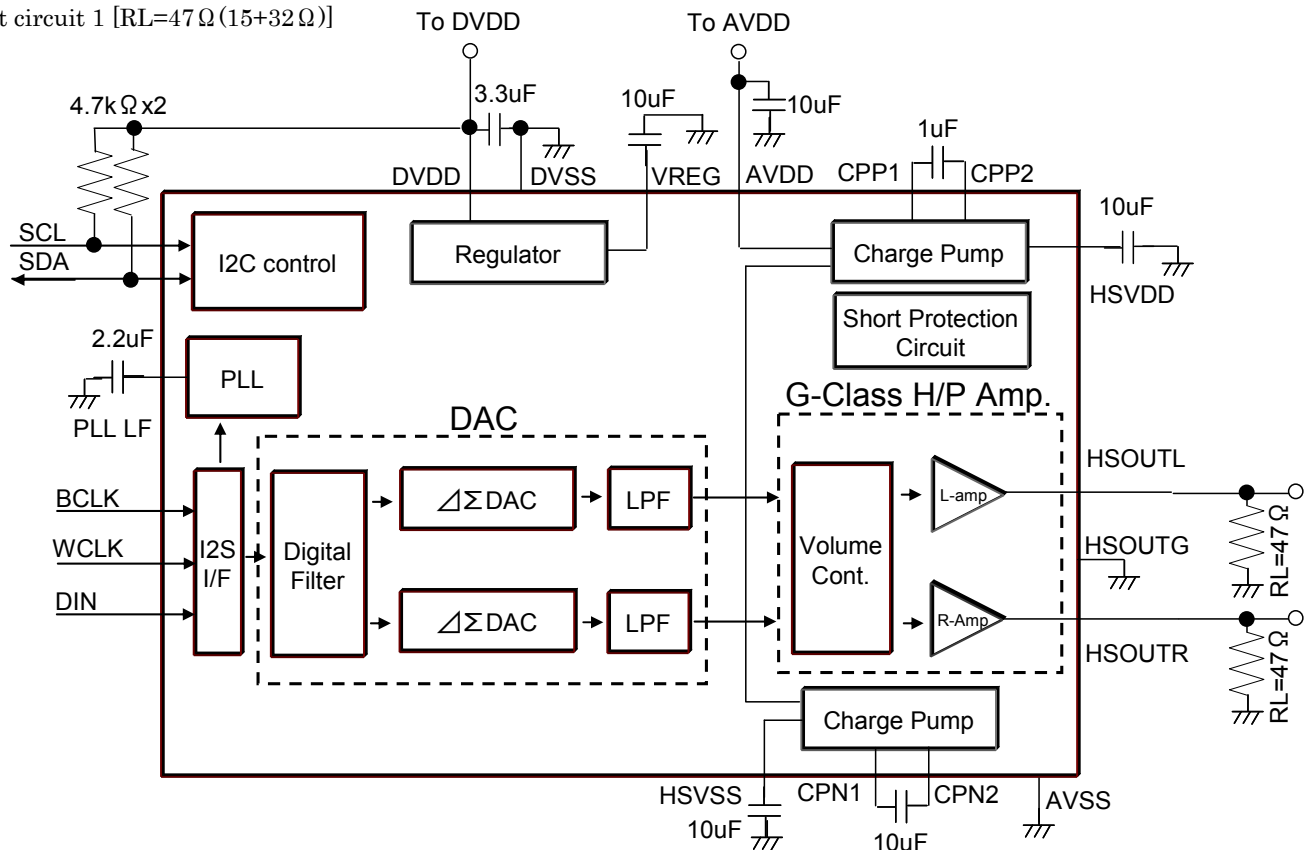 t circuit 1 [RL=47Ω(15+32Ω)]
To DVDD
To AVDD
4.7kΩx2
3.3uF
10uF
10uF
1uF
DVDD
DVSS
VREG
AVDD
CPP1
CPP2
10uF
SCL
SDA
I2C control
Regulator
Charge Pump
HSVDD
Short Protection
Circuit
2.2uF
PLL
PLL LF
DAC
G-Class H/P Amp.
BCLK
WCLK
DIN
I2S
I/F
Digital
Filter
⊿ΣDAC
LPF
⊿ΣDAC
LPF
Volume
Cont.
L-amp
R-Amp
HSOUTL
HSOUTG
HSOUTR
RL=47Ω
RL=47Ω
Charge Pump
HSVSS
10uF
CPN1
CPN2
10uF
AVSS